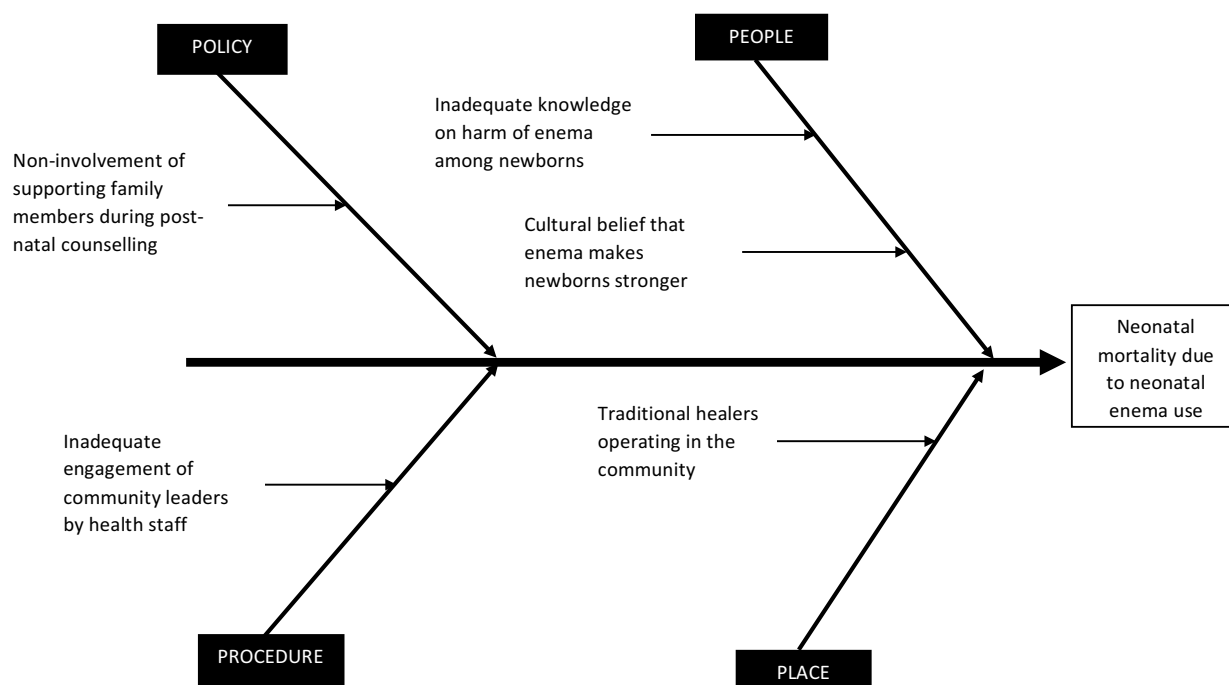 POLICY
PEOPLE
Inadequate knowledge
on harm of enema
among newborns
Non-involvement of
supporting family
members during post-
natal counselling
Cultural belief that
enema makes
newborns stronger
Neonatal
mortality due
to neonatal
enema use
Traditional healers
operating in the
community
Inadequate
engagement of
community leaders
by health staff
PROCEDURE
PLACE